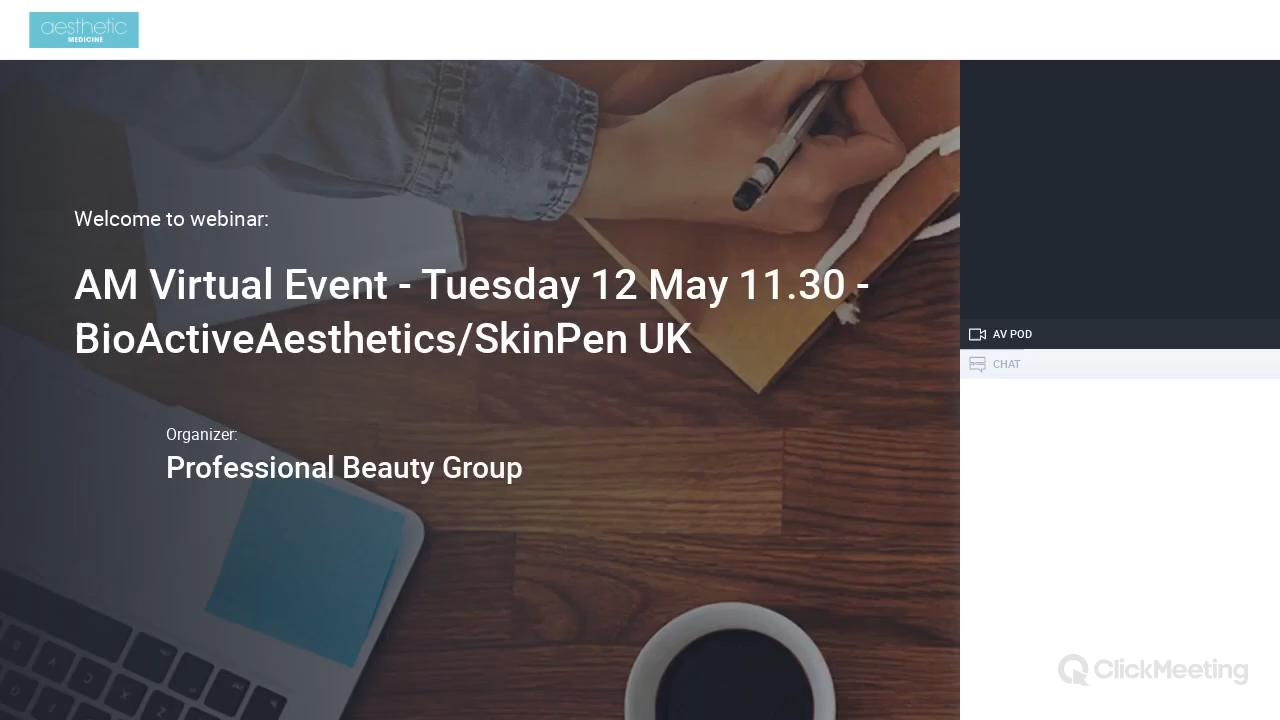 aesthetic
MEDICINE
Welcome to webinar:
AM Virtual Event - Tuesday 12 May 11.30 -
BioActiveAesthetics/SkinPen UK
Organizer:
Professional Beauty Group
AV POD
CHAT
ClickMeeting